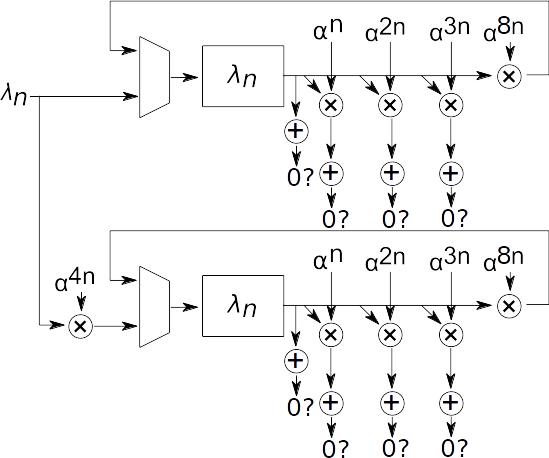 αⁿ α²ⁿ α³ⁿ α⁸ⁿ
λₙ λₙ
× × × ×
+ + + +
0? 0? 0? 0?
αⁿ α²ⁿ α³ⁿ α⁸ⁿ
α⁴ⁿ λₙ
× × × × ×
+ + + +
0? 0? 0? 0?